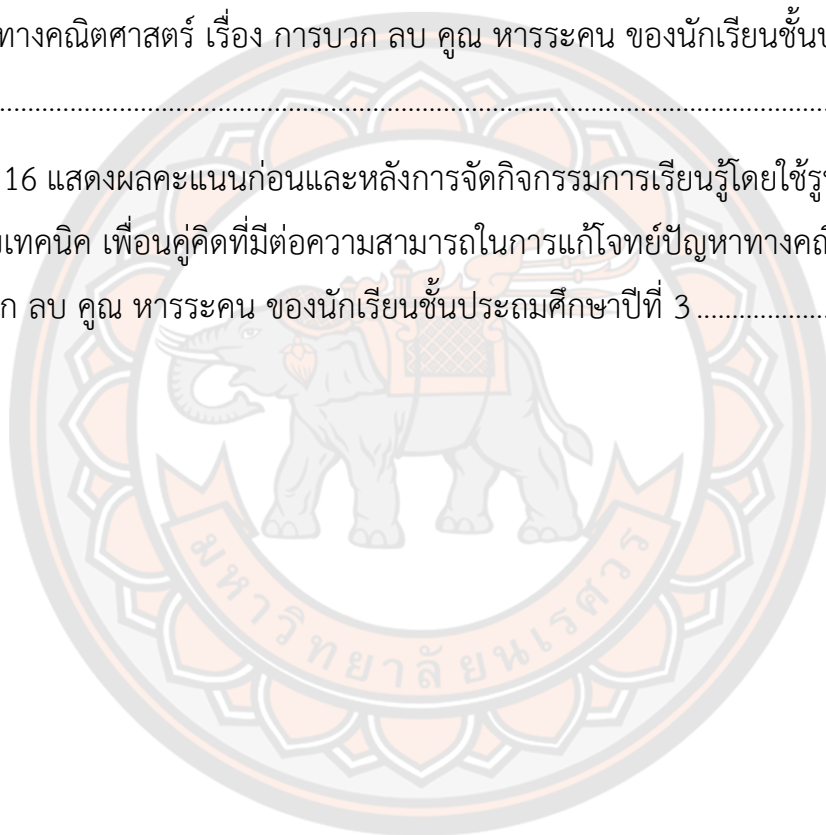 ทางคณิตศาสตร์ เรื่อง การบวก ลบ คูณ หารระคน ของนักเรียนชั้น
................................................................................
16 แสดงผลคะแนนก่อนและหลังการจัดกิจกรรมการเรียนรู้โดยใช้
เทคนิค เพื่อนคู่คิดที่มีต่อความสามารถในการแก้โจทย์ปัญหาทาง
ลบ คูณ หารระคน ของนักเรียนชั้นประถมศึกษาปีที่ 3....................
มหาวิทยาลัยนเรศวร